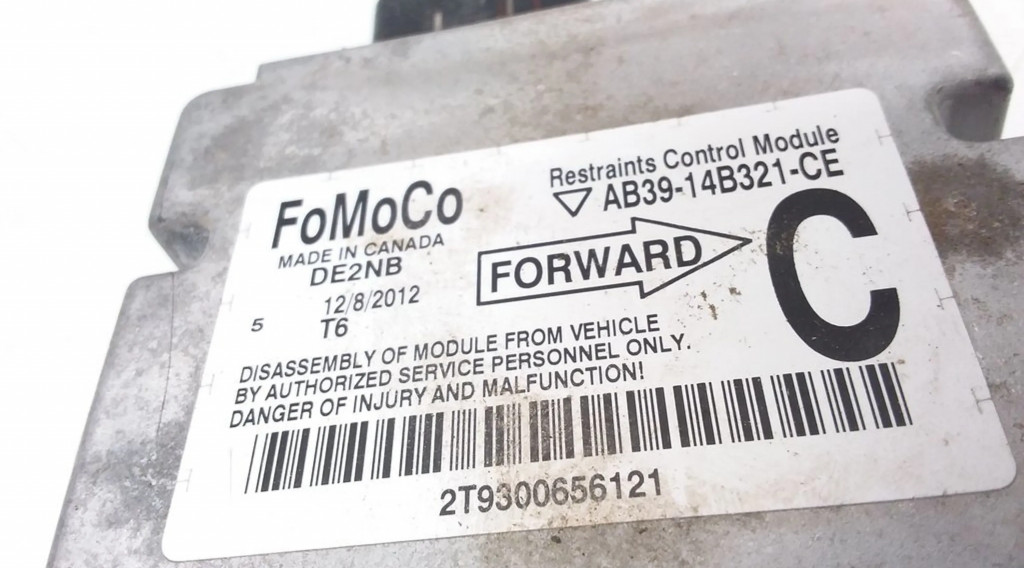 FoMoCo
MADE IN CANADA
DE2NB
12/8/2012
5 T6
Restraints Control Module
AB39-14B321-CE
FORWARD
C
DISASSEMBLY OF MODULE FROM VEHICLE
BY AUTHORIZED SERVICE PERSONNEL ONLY.
DANGER OF INJURY AND MALFUNCTION!
2T9300656121